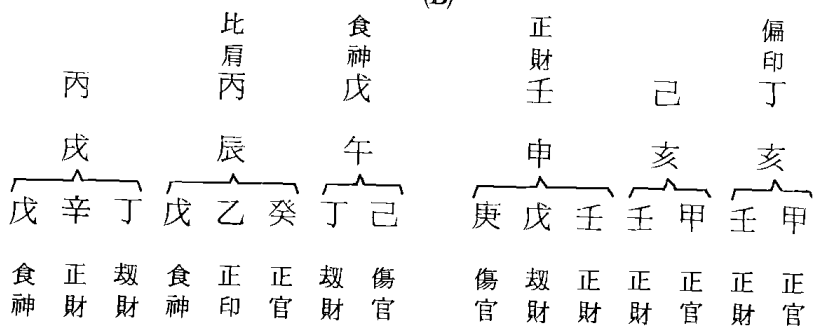 (B)
比肩 食神 正財 偏印
丙 丙 戊 壬 己 丁
戌 辰 午 申 亥 亥
戊 辛 丁 戊 乙 癸 丁 己 庚 戊 壬 壬 甲 壬 甲
食神 正財 刼財 食神 正印 正官 刼財 傷官 傷官 刼財 正財 正財 正官 正財 正官